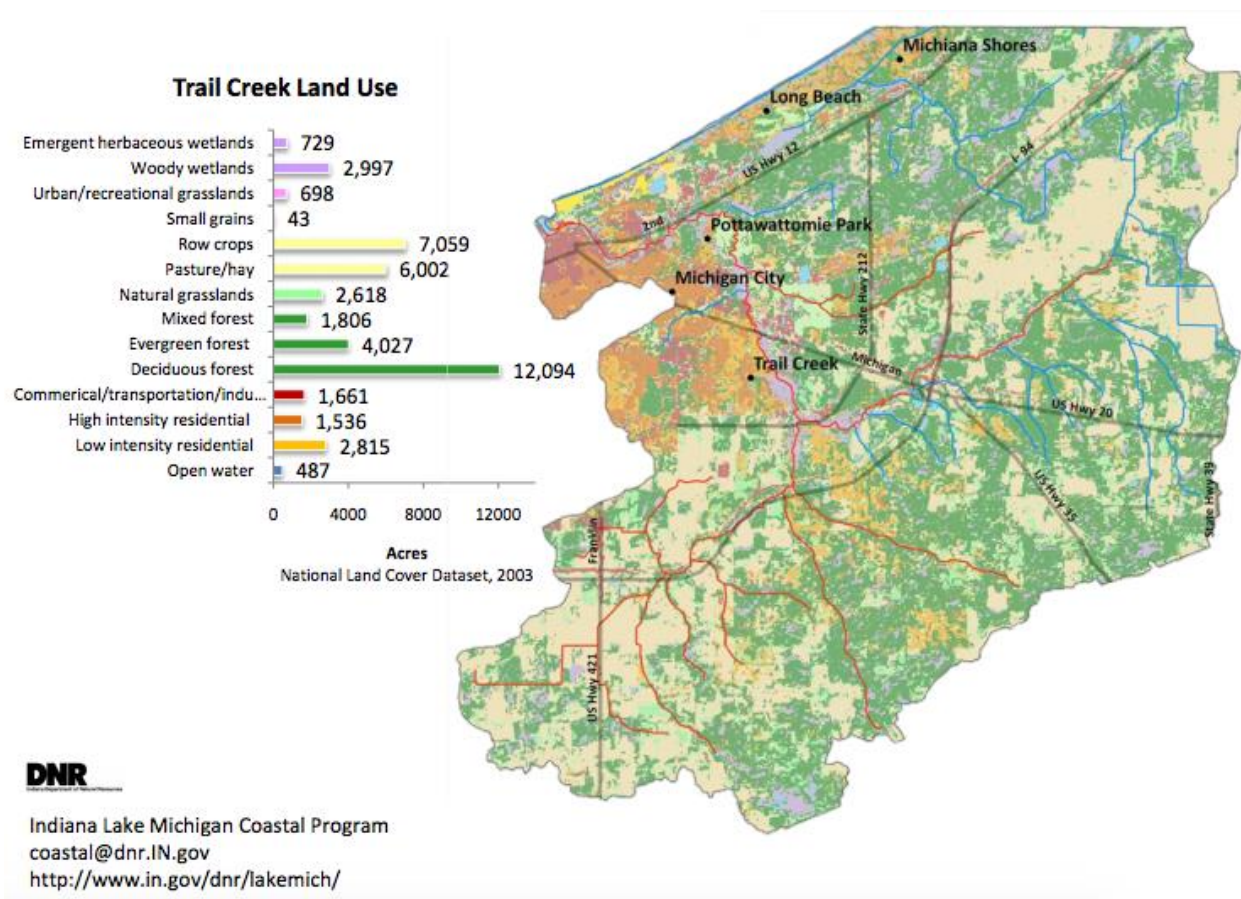 Trail Creek Land Use
Emergent herbaceous wetlands 729
Woody wetlands 2,997
Urban/recreational grasslands 698
Small grains 43
Row crops 7,059
Pasture/hay 6,002
Natural grasslands 2,618
Mixed forest 1,806
Evergreen forest 4,027
Deciduous forest 12,094
Commerical/transportation/indu... 1,661
High intensity residential 1,536
Low intensity residential 2,815
Open water 487
0 4000 8000 12000
Acres
National Land Cover Dataset, 2003
Michiana Shores
Long Beach
US Hwy 12
I- 94
2nd
Pottawattomie Park
State Hwy 212
Michigan City
Michigan
Trail Creek
US Hwy 20
US Hwy 35
State Hwy 39
Franklin
US Hwy 421
DNR
Indiana Department of Natural Resources
Indiana Lake Michigan Coastal Program
coastal@dnr.IN.gov
http://www.in.gov/dnr/lakemich/